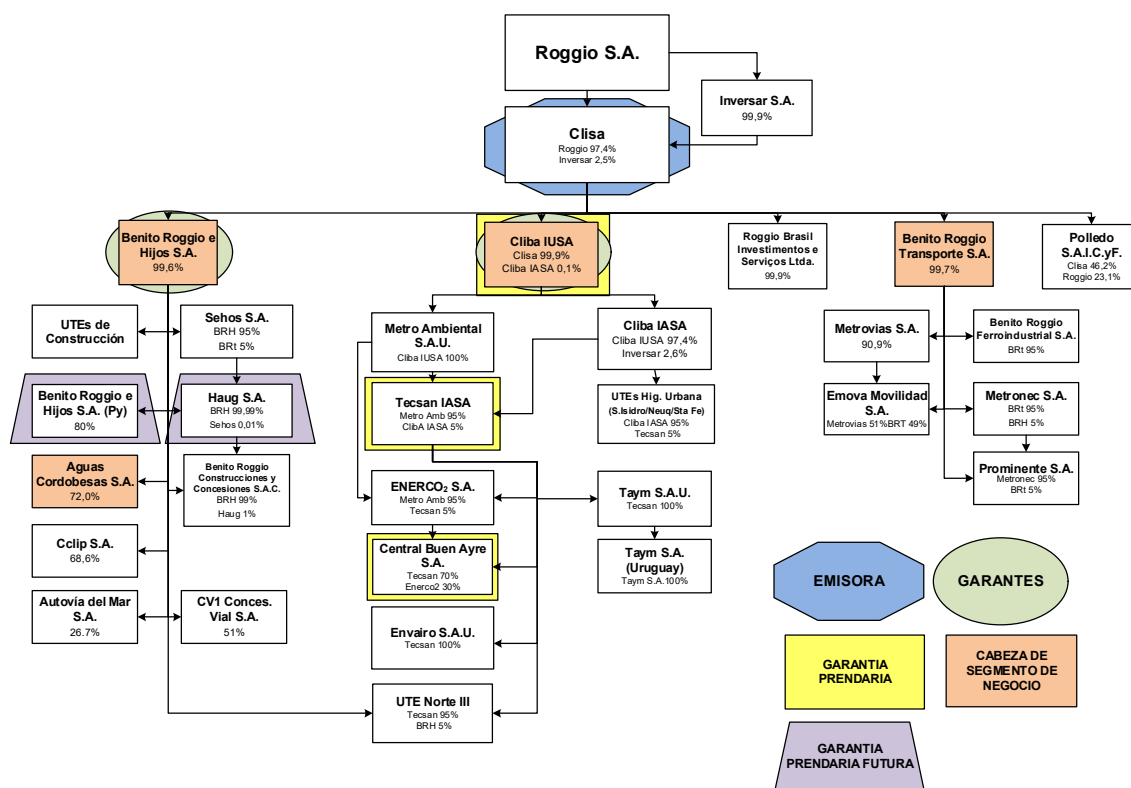 Roggio S.A.
Inversar S.A.
99,9%
Clisa
Roggio 97,4%
Inversar 2,5%
Benito Roggio e
Hijos S.A.
99,6%
Cliba IUSA
Clisa 99,9%
Cliba IASA 0,1%
Roggio Brasil
Investimentos e
Serviços Ltda.
99,9%
Benito Roggio
Transporte S.A.
99,7%
Polledo
S.A.I.C.yF.
Clisa 46,2%
Roggio 23,1%
UTEs de
Construcción
Sehos S.A.
BRH 95%
BRt 5%
Metro Ambiental
S.A.U.
Cliba IUSA 100%
Cliba IASA
Cliba IUSA 97,4%
Inversar 2,6%
Metrovias S.A.
90,9%
Benito Roggio
Ferroindustrial S.A.
BRt 95%
Benito Roggio e
Hijos S.A. (Py)
80%
Haug S.A.
BRH 99,99%
Sehos 0,01%
Tecsan IASA
Metro Amb 95%
ClibA IASA 5%
UTEs Hig. Urbana
(S.Isidro/Neuq/Sta Fe)
Cliba IASA 95%
Tecsan 5%
Emova Movilidad
S.A.
Metrovias 51%BRT 49%
Metronec S.A.
BRt 95%
BRH 5%
Aguas
Cordobesas S.A.
72,0%
Benito Roggio
Construcciones y
Concesiones S.A.C.
BRH 99%
Haug 1%
ENERCO₂ S.A.
Metro Amb 95%
Tecsan 5%
Taym S.A.U.
Tecsan 100%
Prominente S.A.
Metronec 95%
BRt 5%
Cclip S.A.
68,6%
Central Buen Ayre
S.A.
Tecsan 70%
Enerco2 30%
Taym S.A.
(Uruguay)
Taym S.A.100%
Autovía del Mar
S.A.
26.7%
CV1 Conces.
Vial S.A.
51%
Envairo S.A.U.
Tecsan 100%
UTE Norte III
Tecsan 95%
BRH 5%
EMISORA
GARANTES
GARANTIA
PRENDARIA
CABEZA DE
SEGMENTO DE
NEGOCIO
GARANTIA
PRENDARIA FUTURA